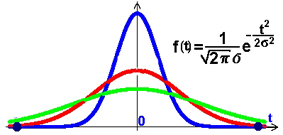 f(t)=1/(√2π σ) e^(-t²/2σ²)
0 t